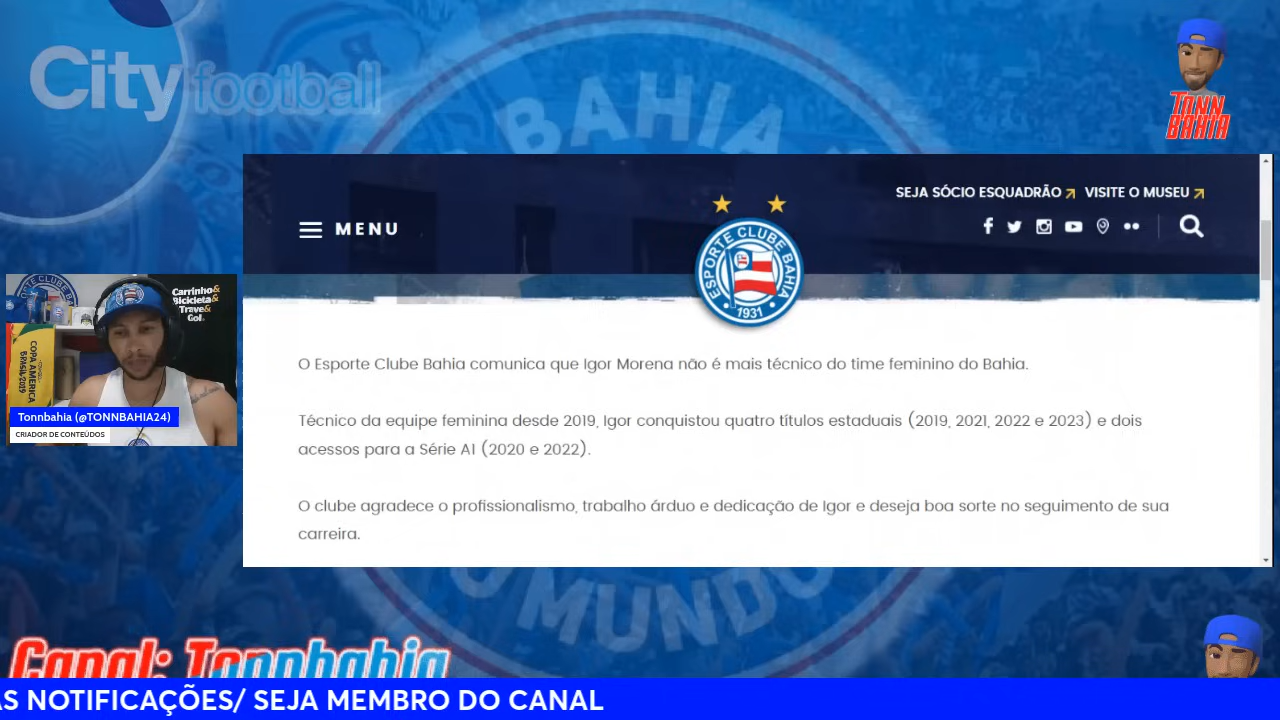 City football
BAHIA
TONN
BAHIA
SEJA SÓCIO ESQUADRÃO VISITE O MUSEU
MENU
ESPORTE CLUBE BAHIA
1931
O Esporte Clube Bahia comunica que Igor Morena não é mais técnico do time feminino do Bahia.
Técnico da equipe feminina desde 2019, Igor conquistou quatro títulos estaduais (2019, 2021, 2022 e 2023) e dois
acessos para a Série A1 (2020 e 2022).
O clube agradece o profissionalismo, trabalho árduo e dedicação de Igor e deseja boa sorte no seguimento de sua
carreira.
CLUBE BAHIA
Carrinho&
Bicicleta&
Trave&
Gol.
COPA AMERICA
BRASIL 2019
Tonnbahia (@TONNBAHIA24)
CRIADOR DE CONTEÚDOS
MUNDO
Canal: Tonnbahia
AS NOTIFICAÇÕES/ SEJA MEMBRO DO CANAL